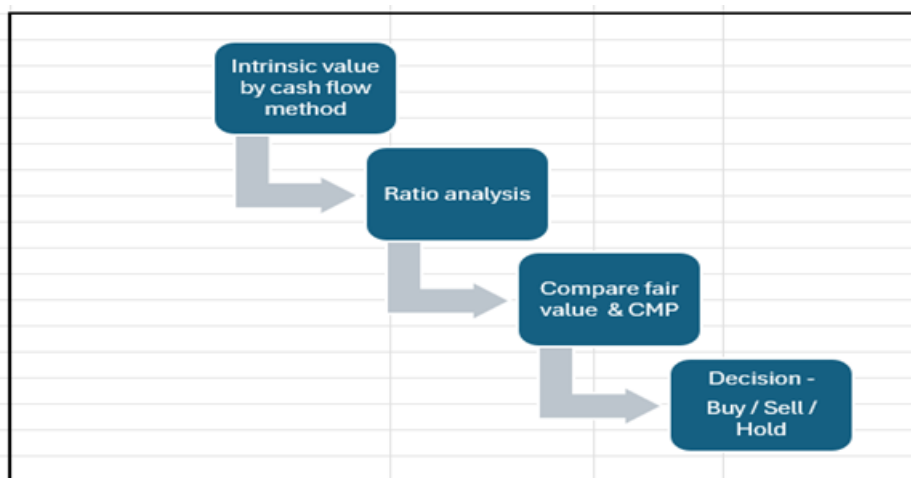 Intrinsic value
by cash flow
method
Ratio analysis
Compare fair
value & CMP
Decision -
Buy / Sell /
Hold